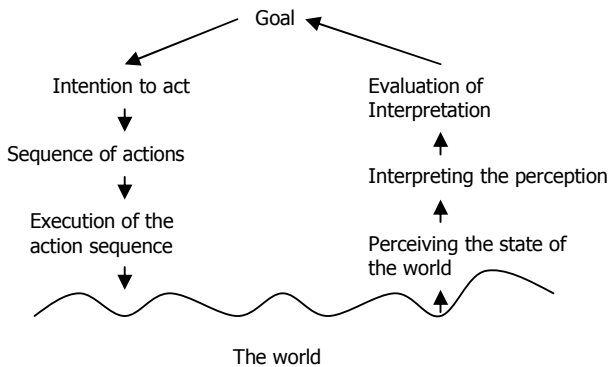 Goal
Intention to act
Sequence of actions
Execution of the
action sequence
Evaluation of
Interpretation
Interpreting the perception
Perceiving the state of
the world
The world